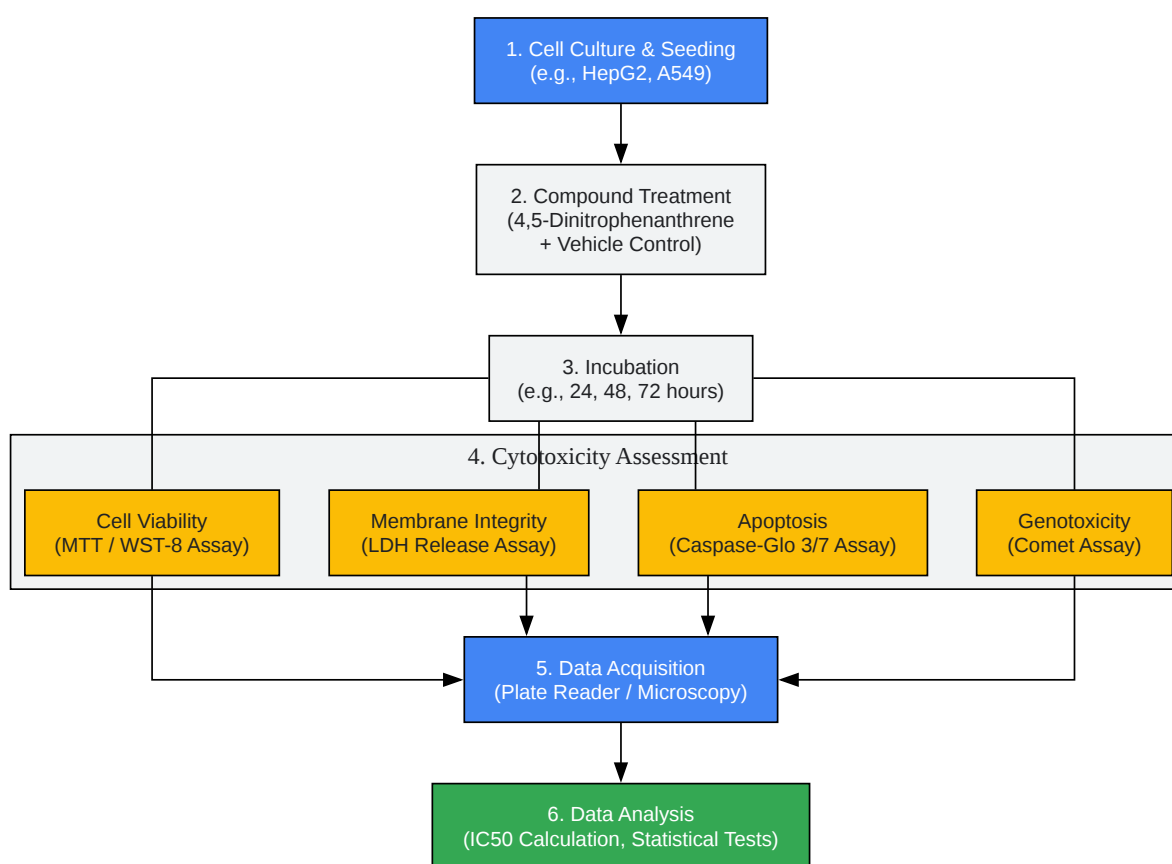 1. Cell Culture & Seeding
(e.g., HepG2, A549)
2. Compound Treatment
(4,5-Dinitrophenanthrene
+ Vehicle Control)
3. Incubation
(e.g., 24, 48, 72 hours)
4. Cytotoxicity Assessment
Cell Viability
(MTT / WST-8 Assay)
Membrane Integrity
(LDH Release Assay)
Apoptosis
(Caspase-Glo 3/7 Assay)
Genotoxicity
(Comet Assay)
5. Data Acquisition
(Plate Reader / Microscopy)
6. Data Analysis
(IC50 Calculation, Statistical Tests)